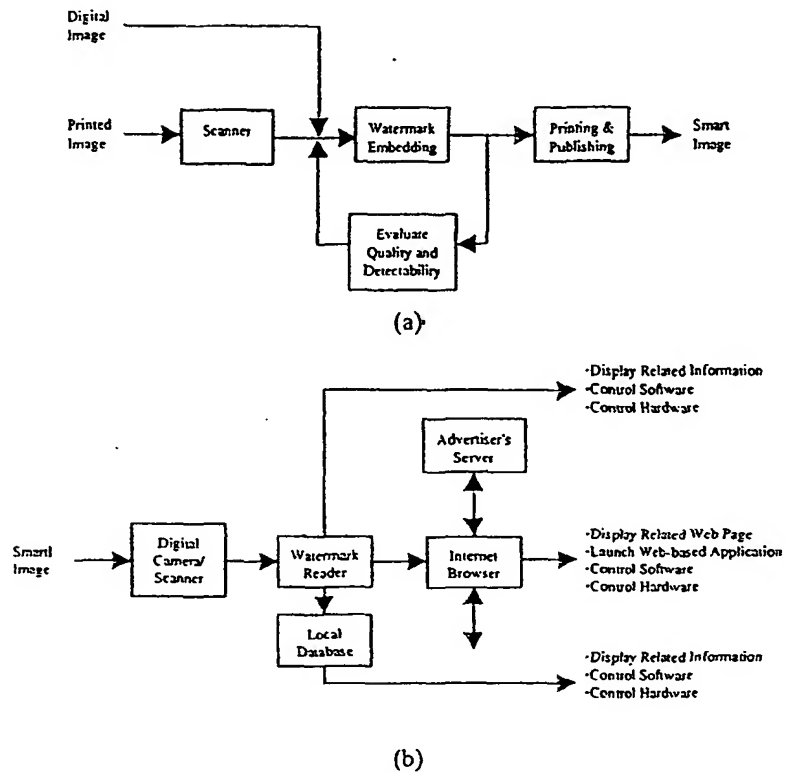 Digital
Image
Printed
Image
Scanner
Watermark
Embedding
Printing &
Publishing
Smart
Image
Evaluate
Quality and
Detectability
(a)
·Display Related Information
·Control Software
·Control Hardware
Advertiser's
Server
Smart
Image
Digital
Camera/
Scanner
Watermark
Reader
Internet
Browser
·Display Related Web Page
·Launch Web-based Application
·Control Software
·Control Hardware
Local
Database
·Display Related Information
·Control Software
·Control Hardware
(b)